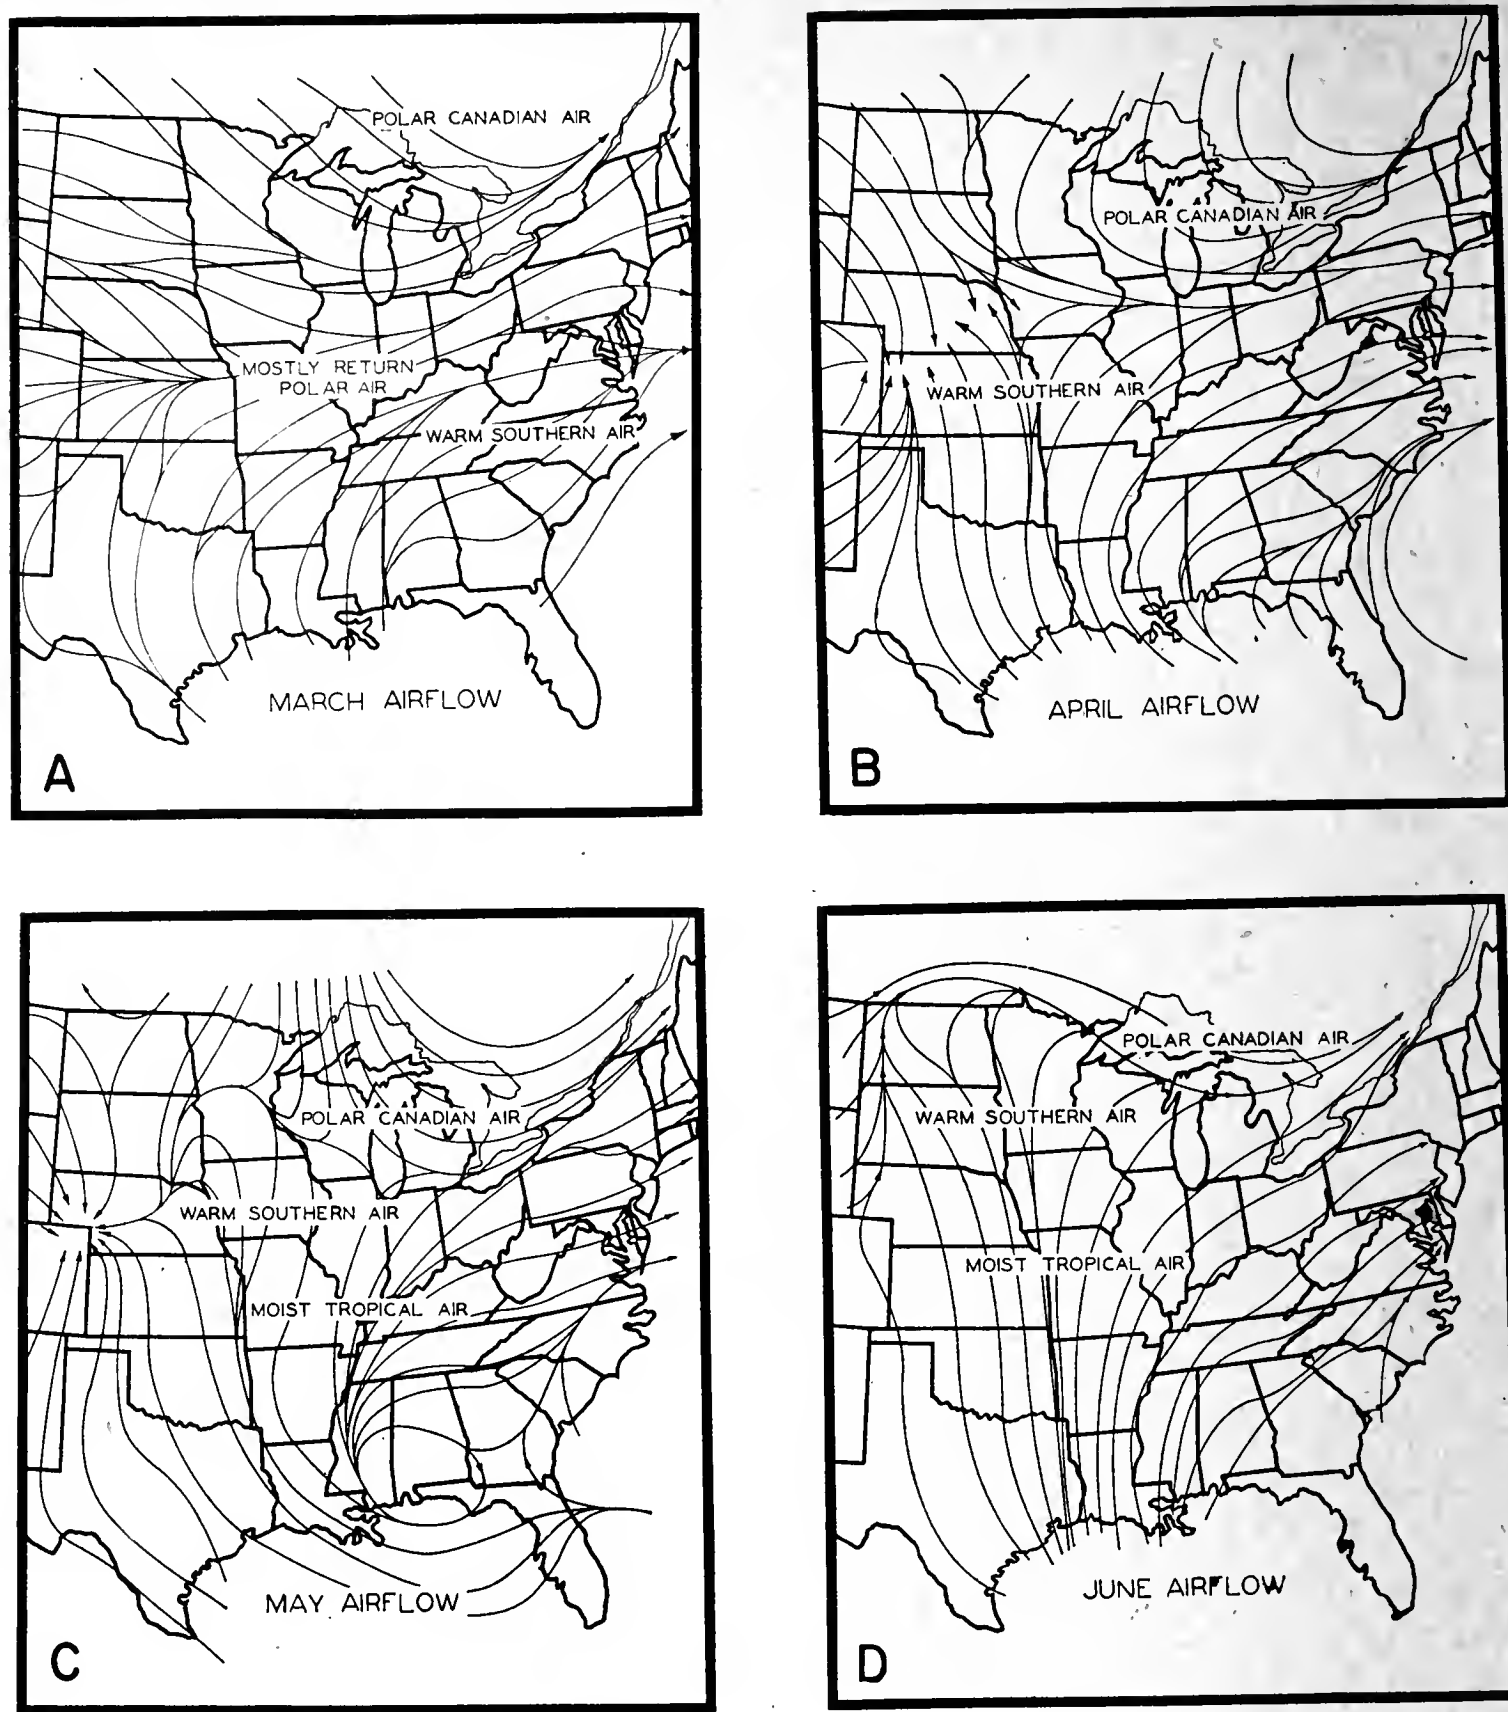 POLAR CANADIAN AIR
MOSTLY RETURN
POLAR AIR
WARM SOUTHERN AIR
MARCH AIRFLOW
A
POLAR CANADIAN AIR
WARM SOUTHERN AIR
APRIL AIRFLOW
B
POLAR CANADIAN AIR
WARM SOUTHERN AIR
MOIST TROPICAL AIR
MAY AIRFLOW
C
POLAR CANADIAN AIR
WARM SOUTHERN AIR
MOIST TROPICAL AIR
JUNE AIRFLOW
D